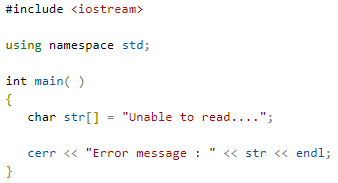 #include <iostream>
using namespace std;
int main( )
{
char str[] = "Unable to read....";
cerr << "Error message : " << str << endl;
}